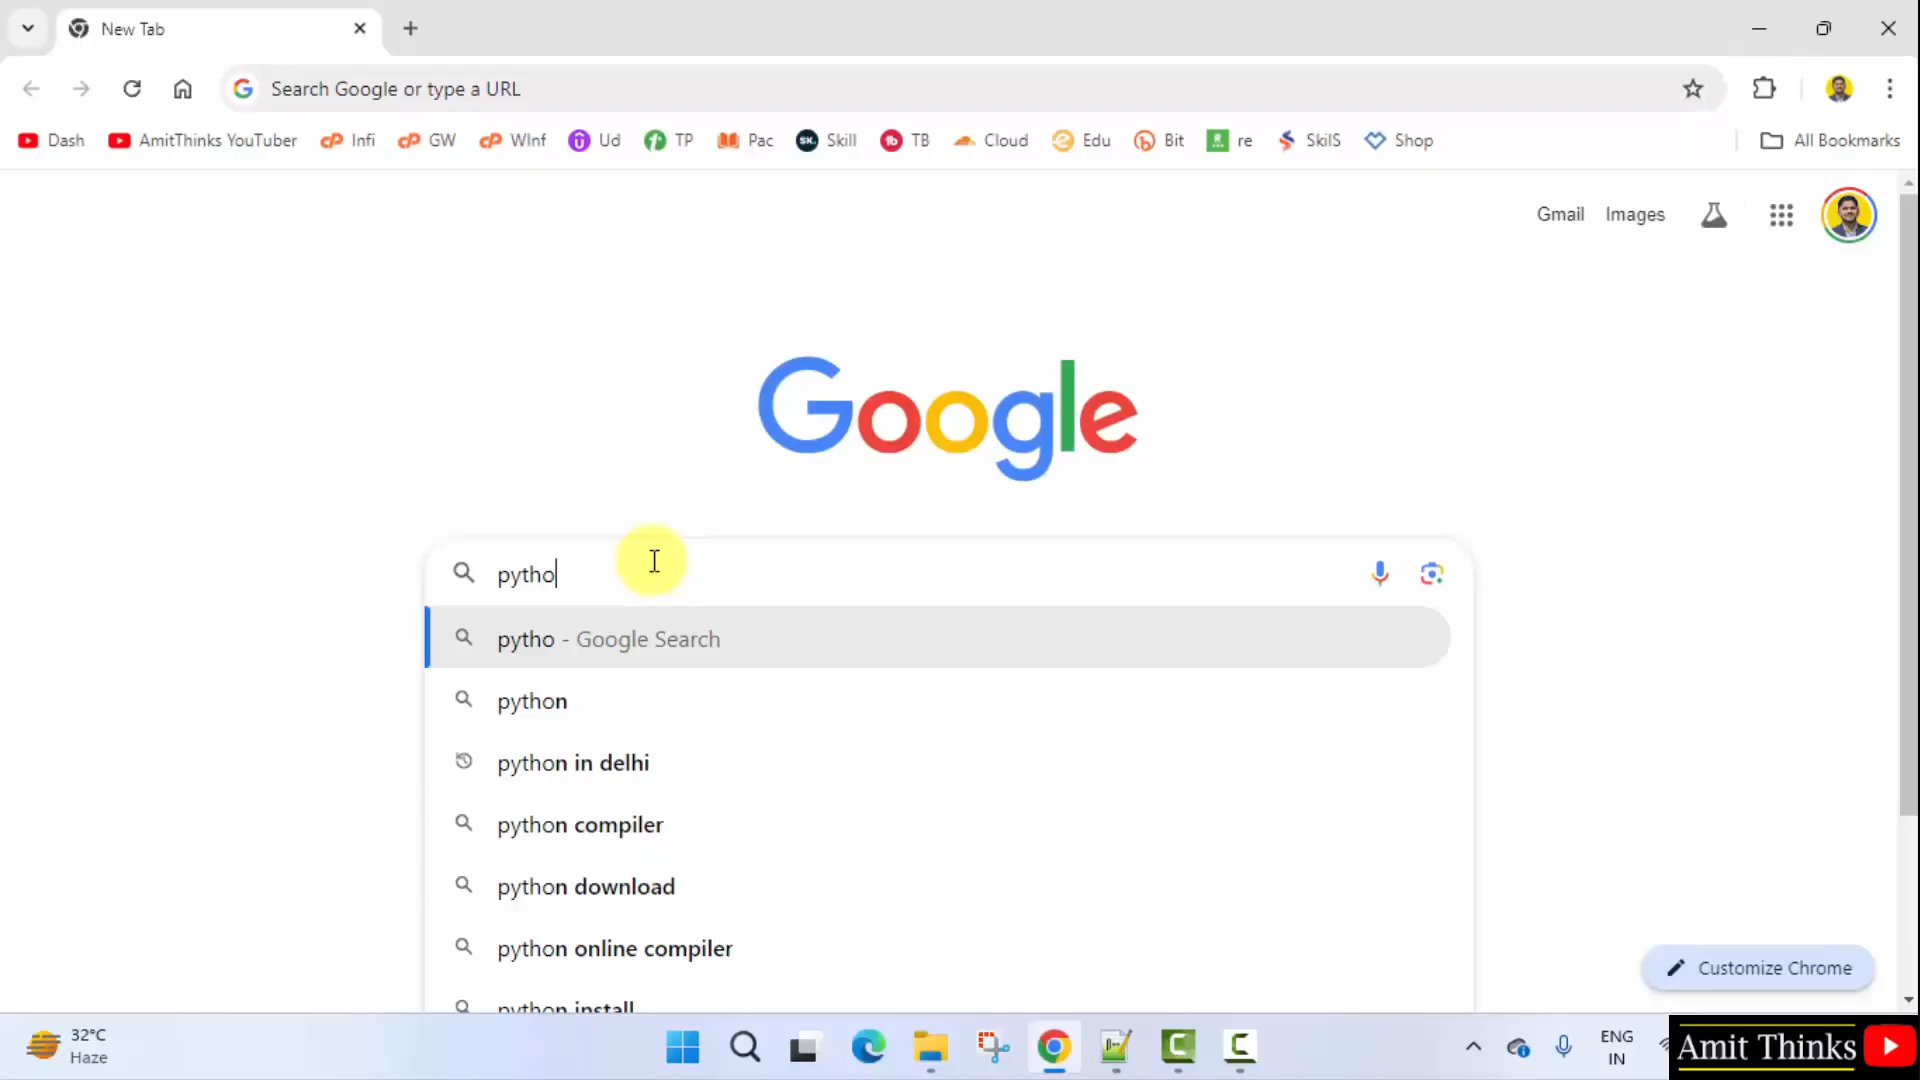 New Tab
Search Google or type a URL
Dash AmitThinks YouTuber Infi GW WInf Ud TP Pac Skill TB Cloud Edu Bit re SkilS Shop All Bookmarks
Gmail Images
Google
pytho
pytho - Google Search
python
python in delhi
python compiler
python download
python online compiler
python install
Customize Chrome
32°C
Haze
ENG
IN
Amit Thinks